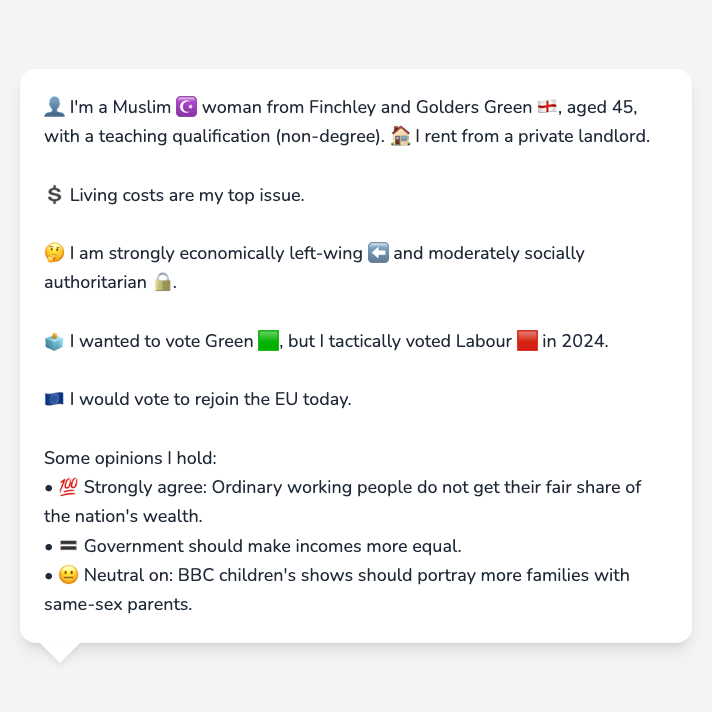 👤 I'm a Muslim ☪️ woman from Finchley and Golders Green 🏴󠁧󠁢󠁥󠁮󠁧󠁿, aged 45,
with a teaching qualification (non-degree). 🏠 I rent from a private landlord.
💲 Living costs are my top issue.
🤔 I am strongly economically left-wing ⬅️ and moderately socially
authoritarian 🔒.
🗳️ I wanted to vote Green 🟩, but I tactically voted Labour 🟥 in 2024.
🇪🇺 I would vote to rejoin the EU today.
Some opinions I hold:
• 💯 Strongly agree: Ordinary working people do not get their fair share of
the nation's wealth.
• 🟰 Government should make incomes more equal.
• 😐 Neutral on: BBC children's shows should portray more families with
same-sex parents.